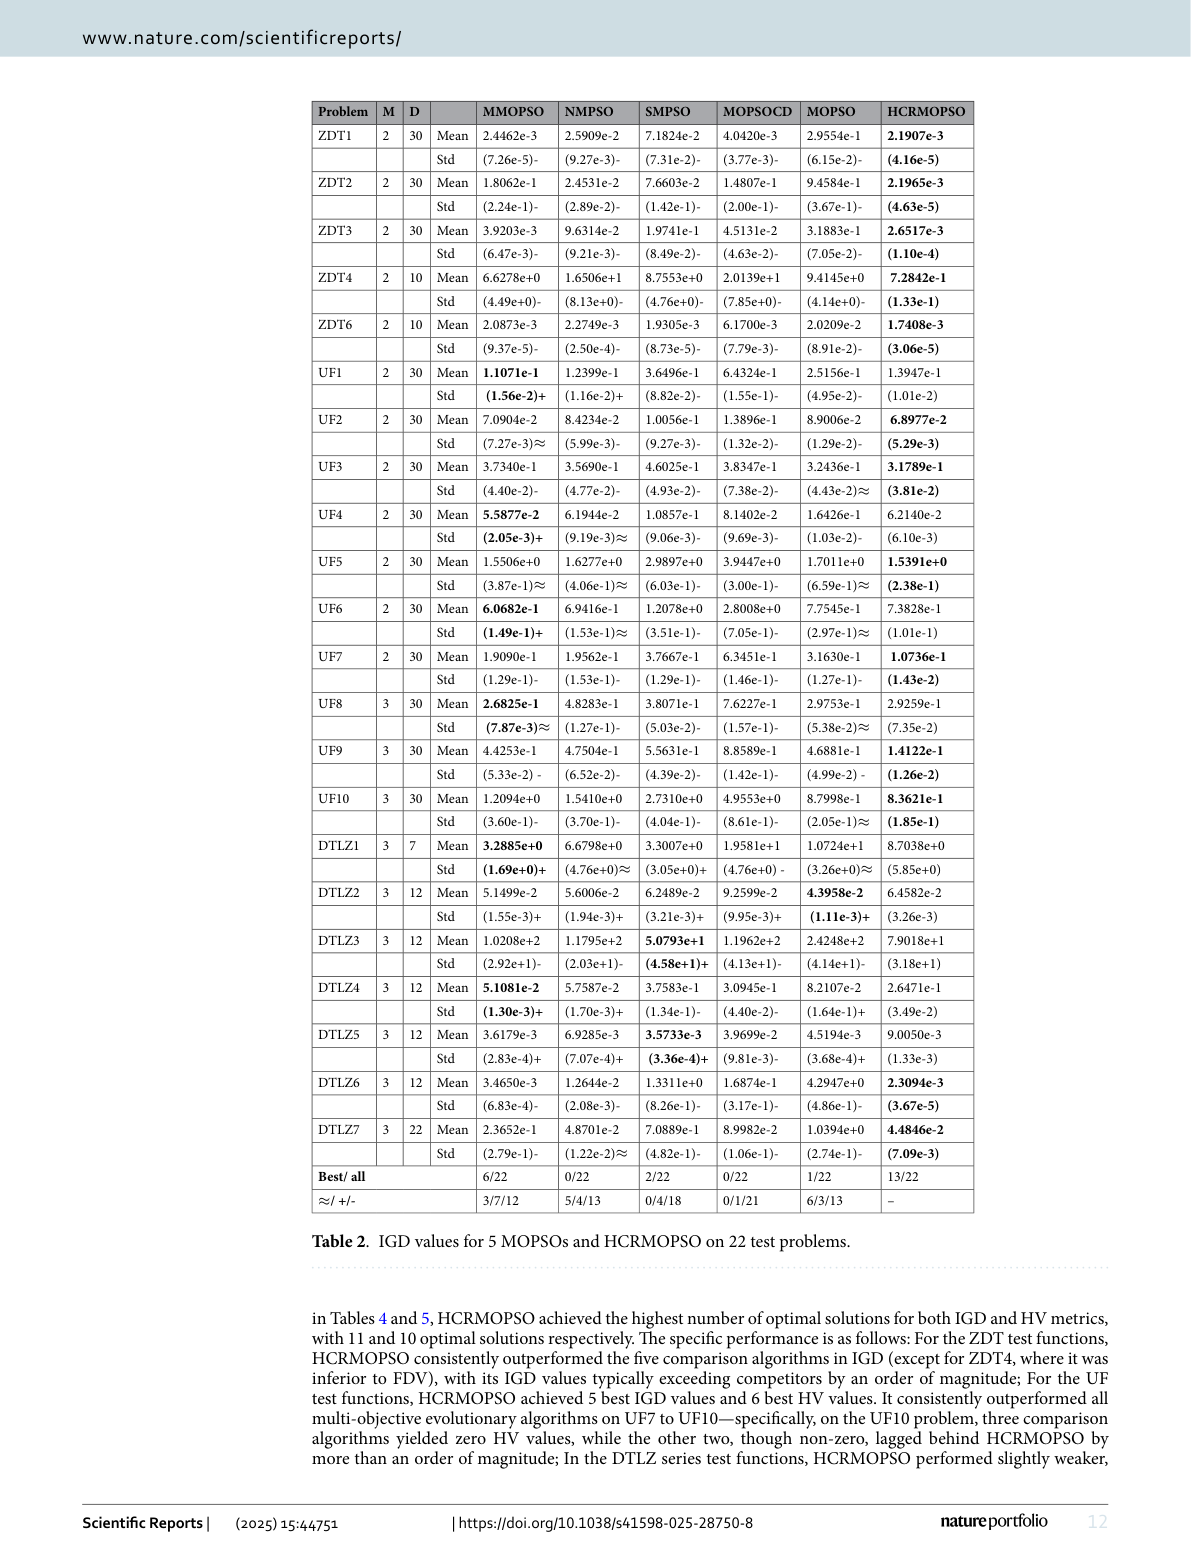 www.nature.com/scientificreports/
Problem M D MMOPSO NMPSO SMPSO MOPSOCD MOPSO HCRMOPSO
ZDT1 2 30 Mean 2.4462e-3 2.5909e-2 7.1824e-2 4.0420e-3 2.9554e-1 2.1907e-3
Std (7.26e-5)- (9.27e-3)- (7.31e-2)- (3.77e-3)- (6.15e-2)- (4.16e-5)
ZDT2 2 30 Mean 1.8062e-1 2.4531e-2 7.6603e-2 1.4807e-1 9.4584e-1 2.1965e-3
Std (2.24e-1)- (2.89e-2)- (1.42e-1)- (2.00e-1)- (3.67e-1)- (4.63e-5)
ZDT3 2 30 Mean 3.9203e-3 9.6314e-2 1.9741e-1 4.5131e-2 3.1883e-1 2.6517e-3
Std (6.47e-3)- (9.21e-3)- (8.49e-2)- (4.63e-2)- (7.05e-2)- (1.10e-4)
ZDT4 2 10 Mean 6.6278e+0 1.6506e+1 8.7553e+0 2.0139e+1 9.4145e+0 7.2842e-1
Std (4.49e+0)- (8.13e+0)- (4.76e+0)- (7.85e+0)- (4.14e+0)- (1.33e-1)
ZDT6 2 10 Mean 2.0873e-3 2.2749e-3 1.9305e-3 6.1700e-3 2.0209e-2 1.7408e-3
Std (9.37e-5)- (2.50e-4)- (8.73e-5)- (7.79e-3)- (8.91e-2)- (3.06e-5)
UF1 2 30 Mean 1.1071e-1 1.2399e-1 3.6496e-1 6.4324e-1 2.5156e-1 1.3947e-1
Std (1.56e-2)+ (1.16e-2)+ (8.82e-2)- (1.55e-1)- (4.95e-2)- (1.01e-2)
UF2 2 30 Mean 7.0904e-2 8.4234e-2 1.0056e-1 1.3896e-1 8.9006e-2 6.8977e-2
Std (7.27e-3)≈ (5.99e-3)- (9.27e-3)- (1.32e-2)- (1.29e-2)- (5.29e-3)
UF3 2 30 Mean 3.7340e-1 3.5690e-1 4.6025e-1 3.8347e-1 3.2436e-1 3.1789e-1
Std (4.40e-2)- (4.77e-2)- (4.93e-2)- (7.38e-2)- (4.43e-2)≈ (3.81e-2)
UF4 2 30 Mean 5.5877e-2 6.1944e-2 1.0857e-1 8.1402e-2 1.6426e-1 6.2140e-2
Std (2.05e-3)+ (9.19e-3)≈ (9.06e-3)- (9.69e-3)- (1.03e-2)- (6.10e-3)
UF5 2 30 Mean 1.5506e+0 1.6277e+0 2.9897e+0 3.9447e+0 1.7011e+0 1.5391e+0
Std (3.87e-1)≈ (4.06e-1)≈ (6.03e-1)- (3.00e-1)- (6.59e-1)≈ (2.38e-1)
UF6 2 30 Mean 6.0682e-1 6.9416e-1 1.2078e+0 2.8008e+0 7.7545e-1 7.3828e-1
Std (1.49e-1)+ (1.53e-1)≈ (3.51e-1)- (7.05e-1)- (2.97e-1)≈ (1.01e-1)
UF7 2 30 Mean 1.9090e-1 1.9562e-1 3.7667e-1 6.3451e-1 3.1630e-1 1.0736e-1
Std (1.29e-1)- (1.53e-1)- (1.29e-1)- (1.46e-1)- (1.27e-1)- (1.43e-2)
UF8 3 30 Mean 2.6825e-1 4.8283e-1 3.8071e-1 7.6227e-1 2.9753e-1 2.9259e-1
Std (7.87e-3)≈ (1.27e-1)- (5.03e-2)- (1.57e-1)- (5.38e-2)≈ (7.35e-2)
UF9 3 30 Mean 4.4253e-1 4.7504e-1 5.5631e-1 8.8589e-1 4.6881e-1 1.4122e-1
Std (5.33e-2) - (6.52e-2)- (4.39e-2)- (1.42e-1)- (4.99e-2) - (1.26e-2)
UF10 3 30 Mean 1.2094e+0 1.5410e+0 2.7310e+0 4.9553e+0 8.7998e-1 8.3621e-1
Std (3.60e-1)- (3.70e-1)- (4.04e-1)- (8.61e-1)- (2.05e-1)≈ (1.85e-1)
DTLZ1 3 7 Mean 3.2885e+0 6.6798e+0 3.3007e+0 1.9581e+1 1.0724e+1 8.7038e+0
Std (1.69e+0)+ (4.76e+0)≈ (3.05e+0)+ (4.76e+0) - (3.26e+0)≈ (5.85e+0)
DTLZ2 3 12 Mean 5.1499e-2 5.6006e-2 6.2489e-2 9.2599e-2 4.3958e-2 6.4582e-2
Std (1.55e-3)+ (1.94e-3)+ (3.21e-3)+ (9.95e-3)+ (1.11e-3)+ (3.26e-3)
DTLZ3 3 12 Mean 1.0208e+2 1.1795e+2 5.0793e+1 1.1962e+2 2.4248e+2 7.9018e+1
Std (2.92e+1)- (2.03e+1)- (4.58e+1)+ (4.13e+1)- (4.14e+1)- (3.18e+1)
DTLZ4 3 12 Mean 5.1081e-2 5.7587e-2 3.7583e-1 3.0945e-1 8.2107e-2 2.6471e-1
Std (1.30e-3)+ (1.70e-3)+ (1.34e-1)- (4.40e-2)- (1.64e-1)+ (3.49e-2)
DTLZ5 3 12 Mean 3.6179e-3 6.9285e-3 3.5733e-3 3.9699e-2 4.5194e-3 9.0050e-3
Std (2.83e-4)+ (7.07e-4)+ (3.36e-4)+ (9.81e-3)- (3.68e-4)+ (1.33e-3)
DTLZ6 3 12 Mean 3.4650e-3 1.2644e-2 1.3311e+0 1.6874e-1 4.2947e+0 2.3094e-3
Std (6.83e-4)- (2.08e-3)- (8.26e-1)- (3.17e-1)- (4.86e-1)- (3.67e-5)
DTLZ7 3 22 Mean 2.3652e-1 4.8701e-2 7.0889e-1 8.9982e-2 1.0394e+0 4.4846e-2
Std (2.79e-1)- (1.22e-2)≈ (4.82e-1)- (1.06e-1)- (2.74e-1)- (7.09e-3)
Best/ all 6/22 0/22 2/22 0/22 1/22 13/22
≈/ +/- 3/7/12 5/4/13 0/4/18 0/1/21 6/3/13 –
Table 2. IGD values for 5 MOPSOs and HCRMOPSO on 22 test problems.
in Tables 4 and 5, HCRMOPSO achieved the highest number of optimal solutions for both IGD and HV metrics,
with 11 and 10 optimal solutions respectively. The specific performance is as follows: For the ZDT test functions,
HCRMOPSO consistently outperformed the five comparison algorithms in IGD (except for ZDT4, where it was
inferior to FDV), with its IGD values typically exceeding competitors by an order of magnitude; For the UF
test functions, HCRMOPSO achieved 5 best IGD values and 6 best HV values. It consistently outperformed all
multi-objective evolutionary algorithms on UF7 to UF10—specifically, on the UF10 problem, three comparison
algorithms yielded zero HV values, while the other two, though non-zero, lagged behind HCRMOPSO by
more than an order of magnitude; In the DTLZ series test functions, HCRMOPSO performed slightly weaker,
Scientific Reports | (2025) 15:44751 | https://doi.org/10.1038/s41598-025-28750-8 natureportfolio 12